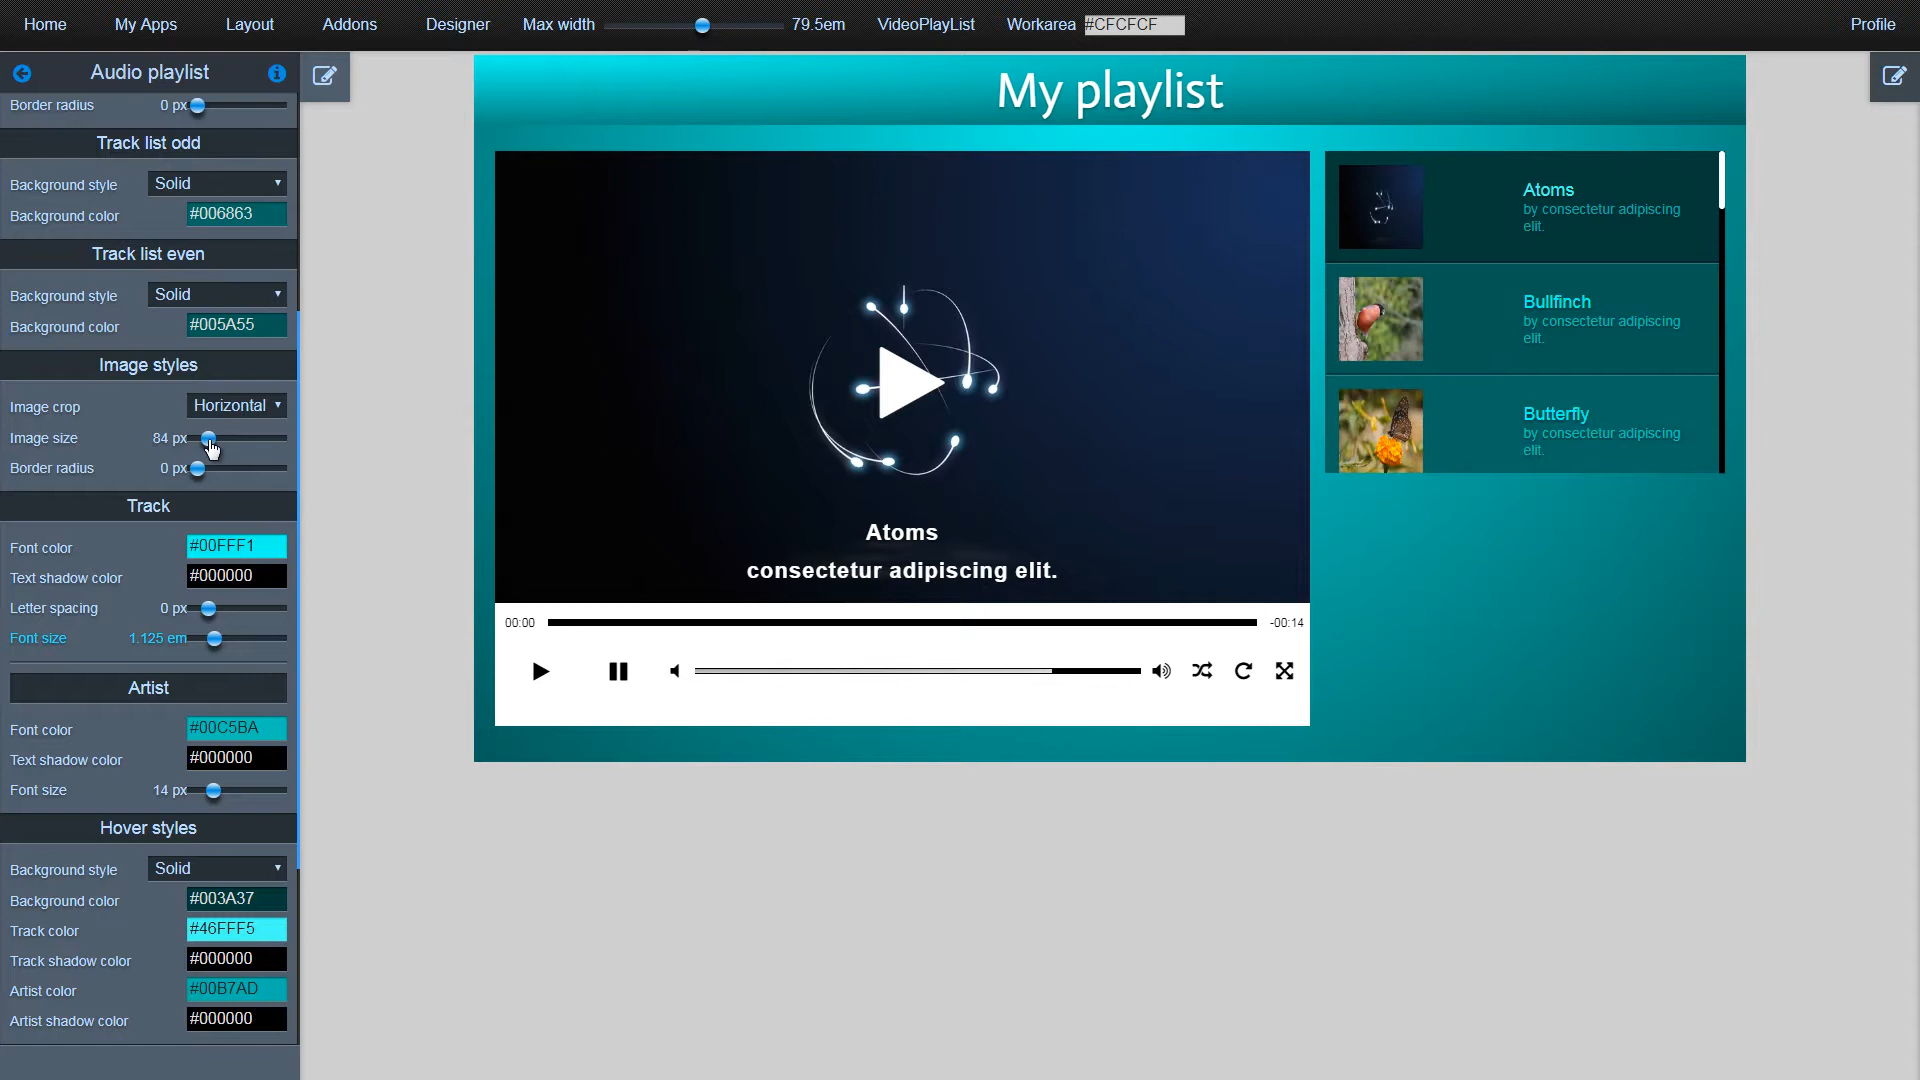 Home My Apps Layout Addons Designer Max width 79.5em VideoPlayList Workarea #CFCFCF Profile
Audio playlist
Border radius 0 px
Track list odd
Background style Solid
Background color #006863
Track list even
Background style Solid
Background color #005A55
Image styles
Image crop Horizontal
Image size 84 px
Border radius 0 px
Track
Font color #00FFF1
Text shadow color #000000
Letter spacing 0 px
Font size 1.125 em
Artist
Font color #00C5BA
Text shadow color #000000
Font size 14 px
Hover styles
Background style Solid
Background color #003A37
Track color #46FFF5
Track shadow color #000000
Artist color #00B7AD
Artist shadow color #000000
My playlist
Atoms
consectetur adipiscing elit.
00:00 -00:14
Atoms
by consectetur adipiscing
elit.
Bullfinch
by consectetur adipiscing
elit.
Butterfly
by consectetur adipiscing
elit.